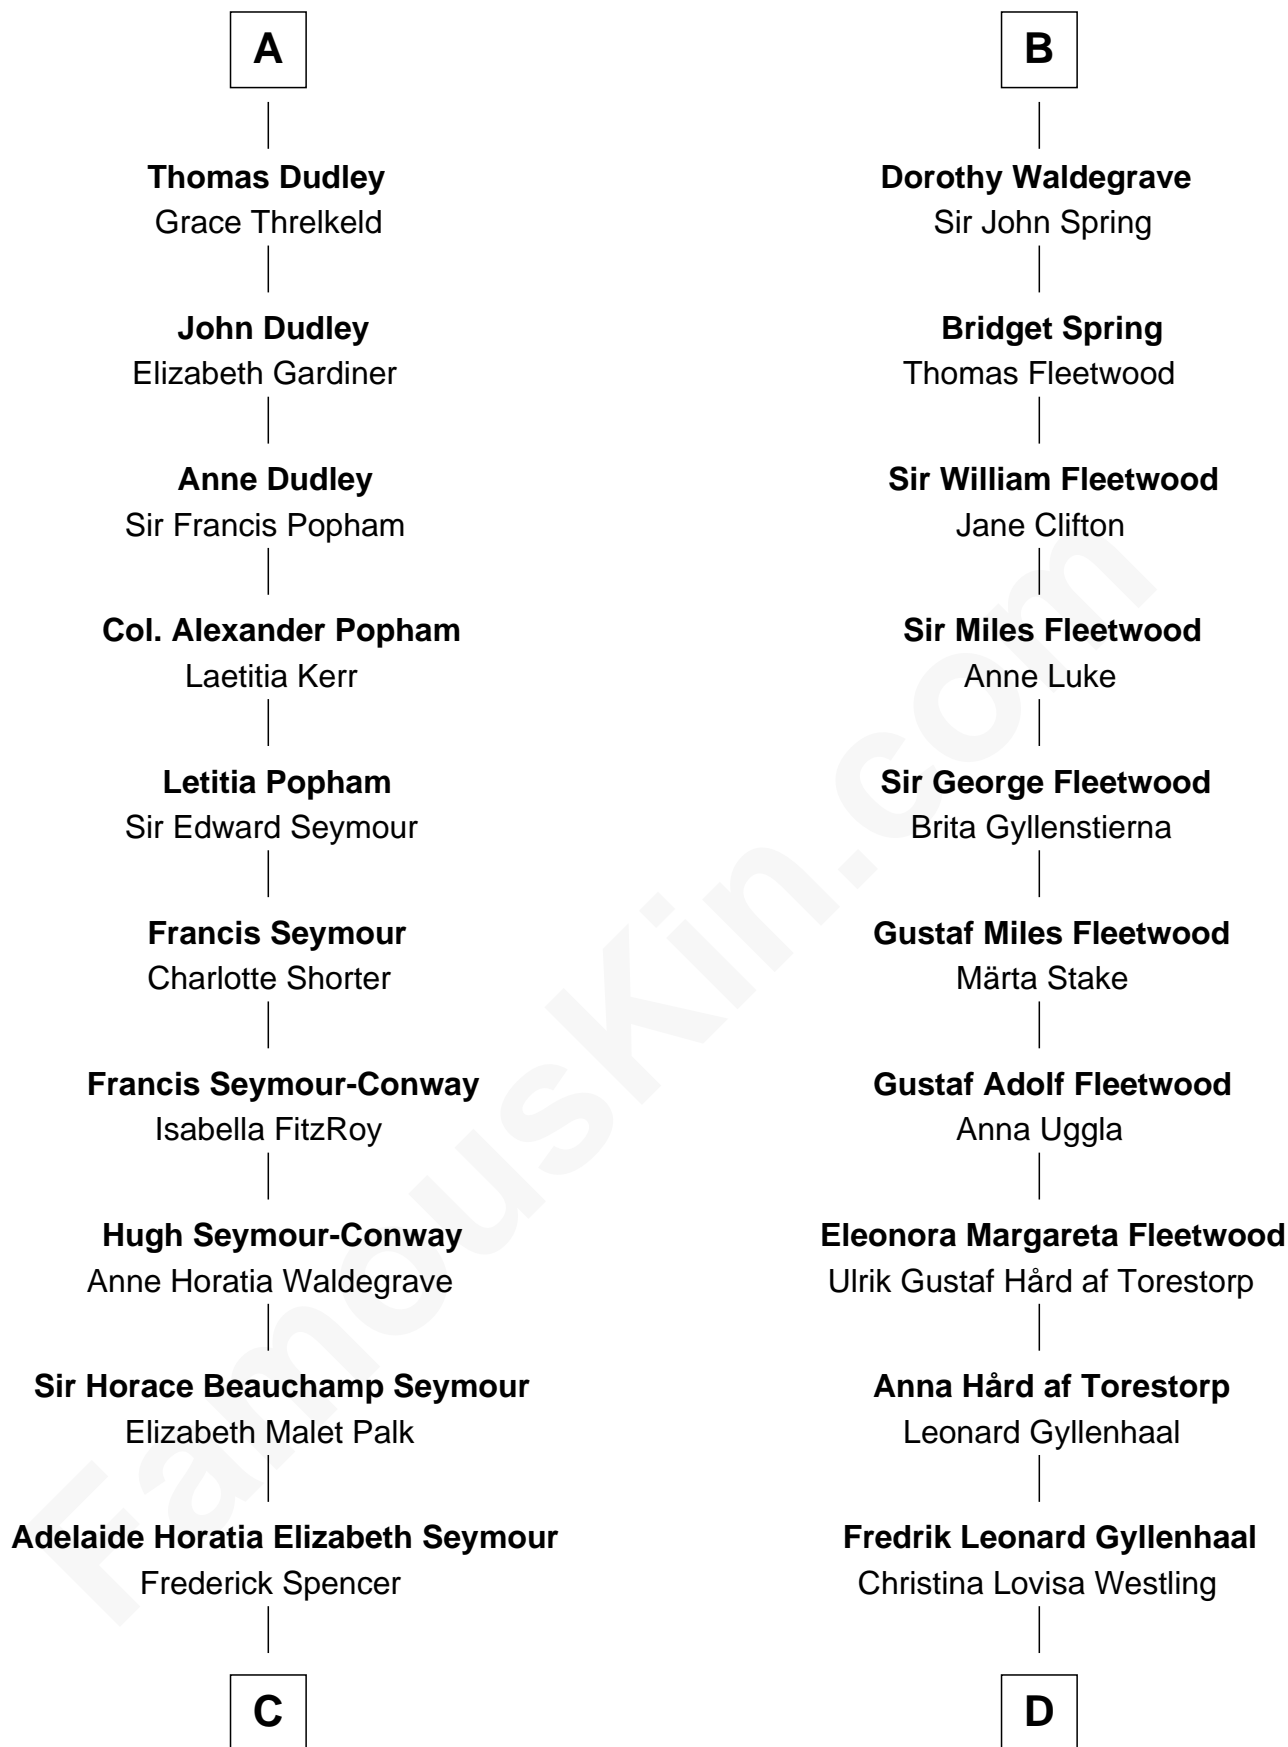 A
Thomas Dudley
Grace Threlkeld
John Dudley
Elizabeth Gardiner
Anne Dudley
Sir Francis Popham
Col. Alexander Popham
Laetitia Kerr
Letitia Popham
Sir Edward Seymour
Francis Seymour
Charlotte Shorter
Francis Seymour-Conway
Isabella FitzRoy
Hugh Seymour-Conway
Anne Horatia Waldegrave
Sir Horace Beauchamp Seymour
Elizabeth Malet Palk
Adelaide Horatia Elizabeth Seymour
Frederick Spencer
C
B
Dorothy Waldegrave
Sir John Spring
Bridget Spring
Thomas Fleetwood
Sir William Fleetwood
Jane Clifton
Sir Miles Fleetwood
Anne Luke
Sir George Fleetwood
Brita Gyllenstierna
Gustaf Miles Fleetwood
Märta Stake
Gustaf Adolf Fleetwood
Anna Uggla
Eleonora Margareta Fleetwood
Ulrik Gustaf Hård af Torestorp
Anna Hård af Torestorp
Leonard Gyllenhaal
Fredrik Leonard Gyllenhaal
Christina Lovisa Westling
D
FamousKin.com